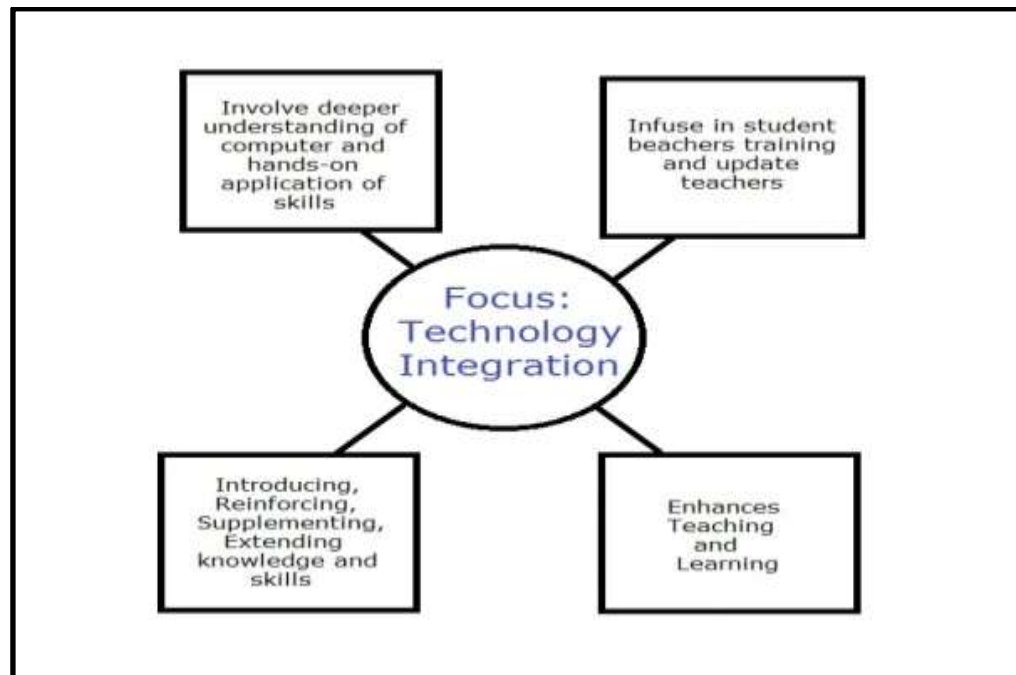 Involve deeper
understanding of
computer and
hands-on
application of
skills
Infuse in student
beachers training
and update
teachers
Focus:
Technology
Integration
Introducing,
Reinforcing,
Supplementing,
Extending
knowledge and
skills
Enhances
Teaching
and
Learning